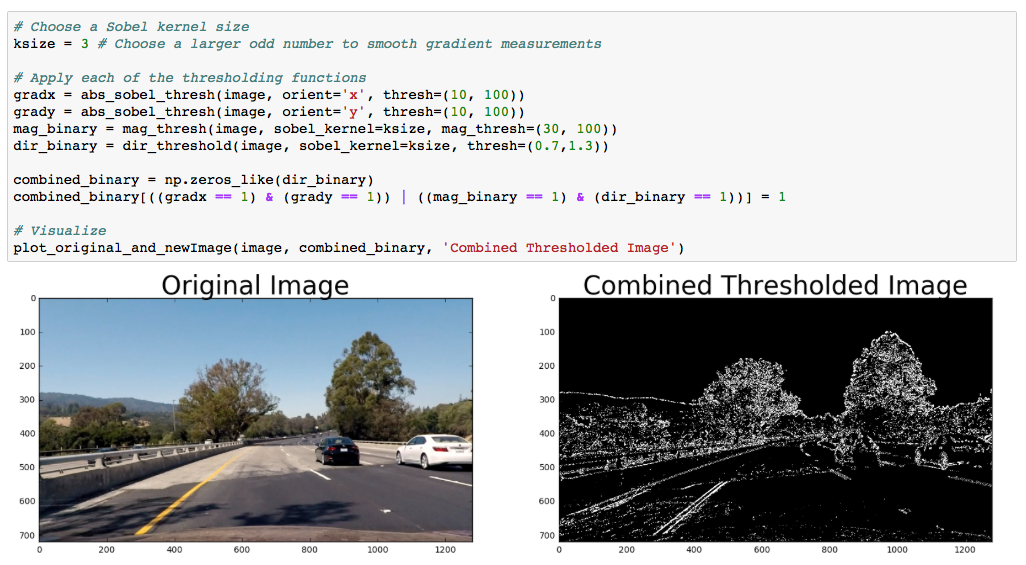 # Choose a Sobel kernel size
ksize = 3 # Choose a larger odd number to smooth gradient measurements
# Apply each of the thresholding functions
gradx = abs_sobel_thresh(image, orient='x', thresh=(10, 100))
grady = abs_sobel_thresh(image, orient='y', thresh=(10, 100))
mag_binary = mag_thresh(image, sobel_kernel=ksize, mag_thresh=(30, 100))
dir_binary = dir_threshold(image, sobel_kernel=ksize, thresh=(0.7,1.3))
combined_binary = np.zeros_like(dir_binary)
combined_binary[((gradx == 1) & (grady == 1)) | ((mag_binary == 1) & (dir_binary == 1))] = 1
# Visualize
plot_original_and_newImage(image, combined_binary, 'Combined Thresholded Image')
Original Image
0
100
200
300
400
500
600
700
0 200 400 600 800 1000 1200
Combined Thresholded Image
0
100
200
300
400
500
600
700
0 200 400 600 800 1000 1200